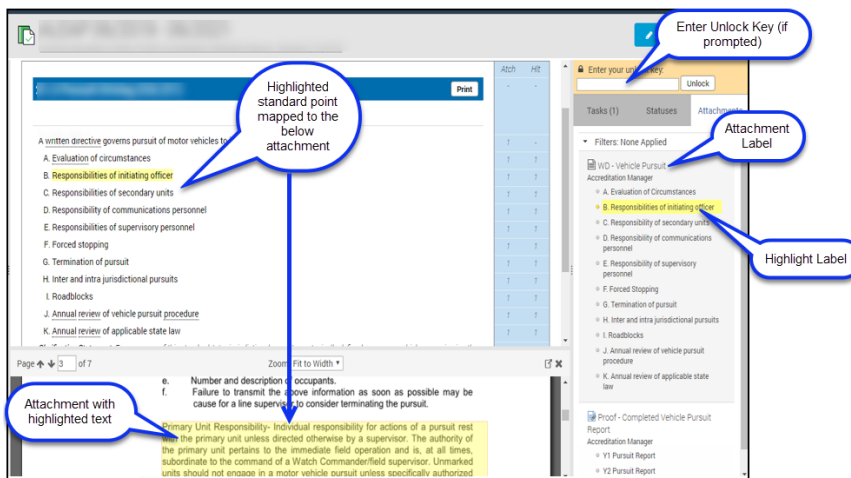 Enter Unlock Key (if
prompted)
Atch Hit
Enter your unlock key:
Unlock
Print
Highlighted
standard point
mapped to the
below
attachment
Tasks (1) Statuses Attachments
Filters: None Applied
Attachment
Label
A written directive governs pursuit of motor vehicles to
A. Evaluation of circumstances
B. Responsibilities of initiating officer
C. Responsibilities of secondary units
D. Responsibility of communications personnel
E. Responsibilities of supervisory personnel
F. Forced stopping
G. Termination of pursuit
H. Inter and intra jurisdictional pursuits
I. Roadblocks
J. Annual review of vehicle pursuit procedure
K. Annual review of applicable state law
WD - Vehicle Pursuit
Accreditation Manager
A. Evaluation of Circumstances
B. Responsibilities of initiating officer
C. Responsibility of secondary units
D. Responsibility of communications
personnel
E. Responsibility of supervisory
personnel
F. Forced Stopping
G. Termination of pursuit
H. Inter and intra jurisdictional pursuits
I. Roadblocks
J. Annual review of vehicle pursuit
procedure
K. Annual review of applicable state
law
Highlight Label
Proof - Completed Vehicle Pursuit
Report
Accreditation Manager
Y1 Pursuit Report
Y2 Pursuit Report
Page 3 of 7 Zoom: Fit to Width
Attachment with
highlighted text
e. Number and description of occupants.
f. Failure to transmit the above information as soon as possible may be
cause for a line supervisor to consider terminating the pursuit.
Primary Unit Responsibility- Individual responsibility for actions of a pursuit rest
with the primary unit unless directed otherwise by a supervisor. The authority of
the primary unit pertains to the immediate field operation and is, at all times,
subordinate to the command of a Watch Commander/field supervisor. Unmarked
units should not engage in a motor vehicle pursuit unless specifically authorized